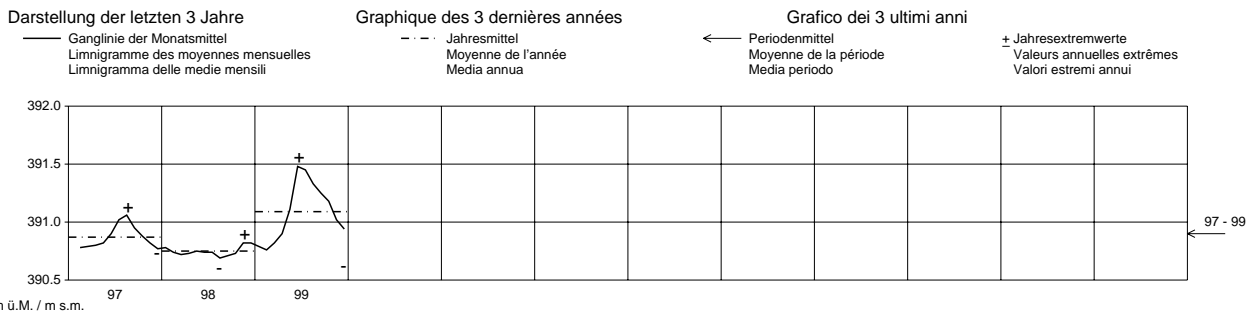 Darstellung der letzten 3 Jahre Graphique des 3 dernières années Grafico dei 3 ultimi anni
Ganglinie der Monatsmittel Jahresmittel Periodenmittel Jahresextremwerte
Limnigramme des moyennes mensuelles Moyenne de l'année Moyenne de la période Valeurs annuelles extrêmes
Limnigramma delle medie mensili Media annua Media periodo Valori estremi annui
392.0
391.5
391.0
97 - 99
390.5
97 98 99
ü.M. / m s.m.